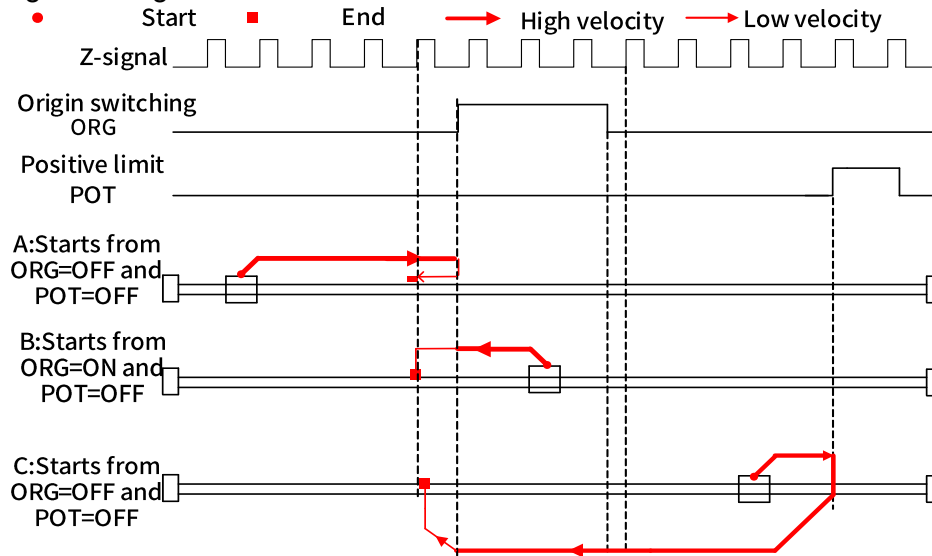 Start End High velocity Low velocity
Z-signal
Origin switching
ORG
Positive limit
POT
A:Starts from
ORG=OFF and
POT=OFF
B:Starts from
ORG=ON and
POT=OFF
C:Starts from
ORG=OFF and
POT=OFF